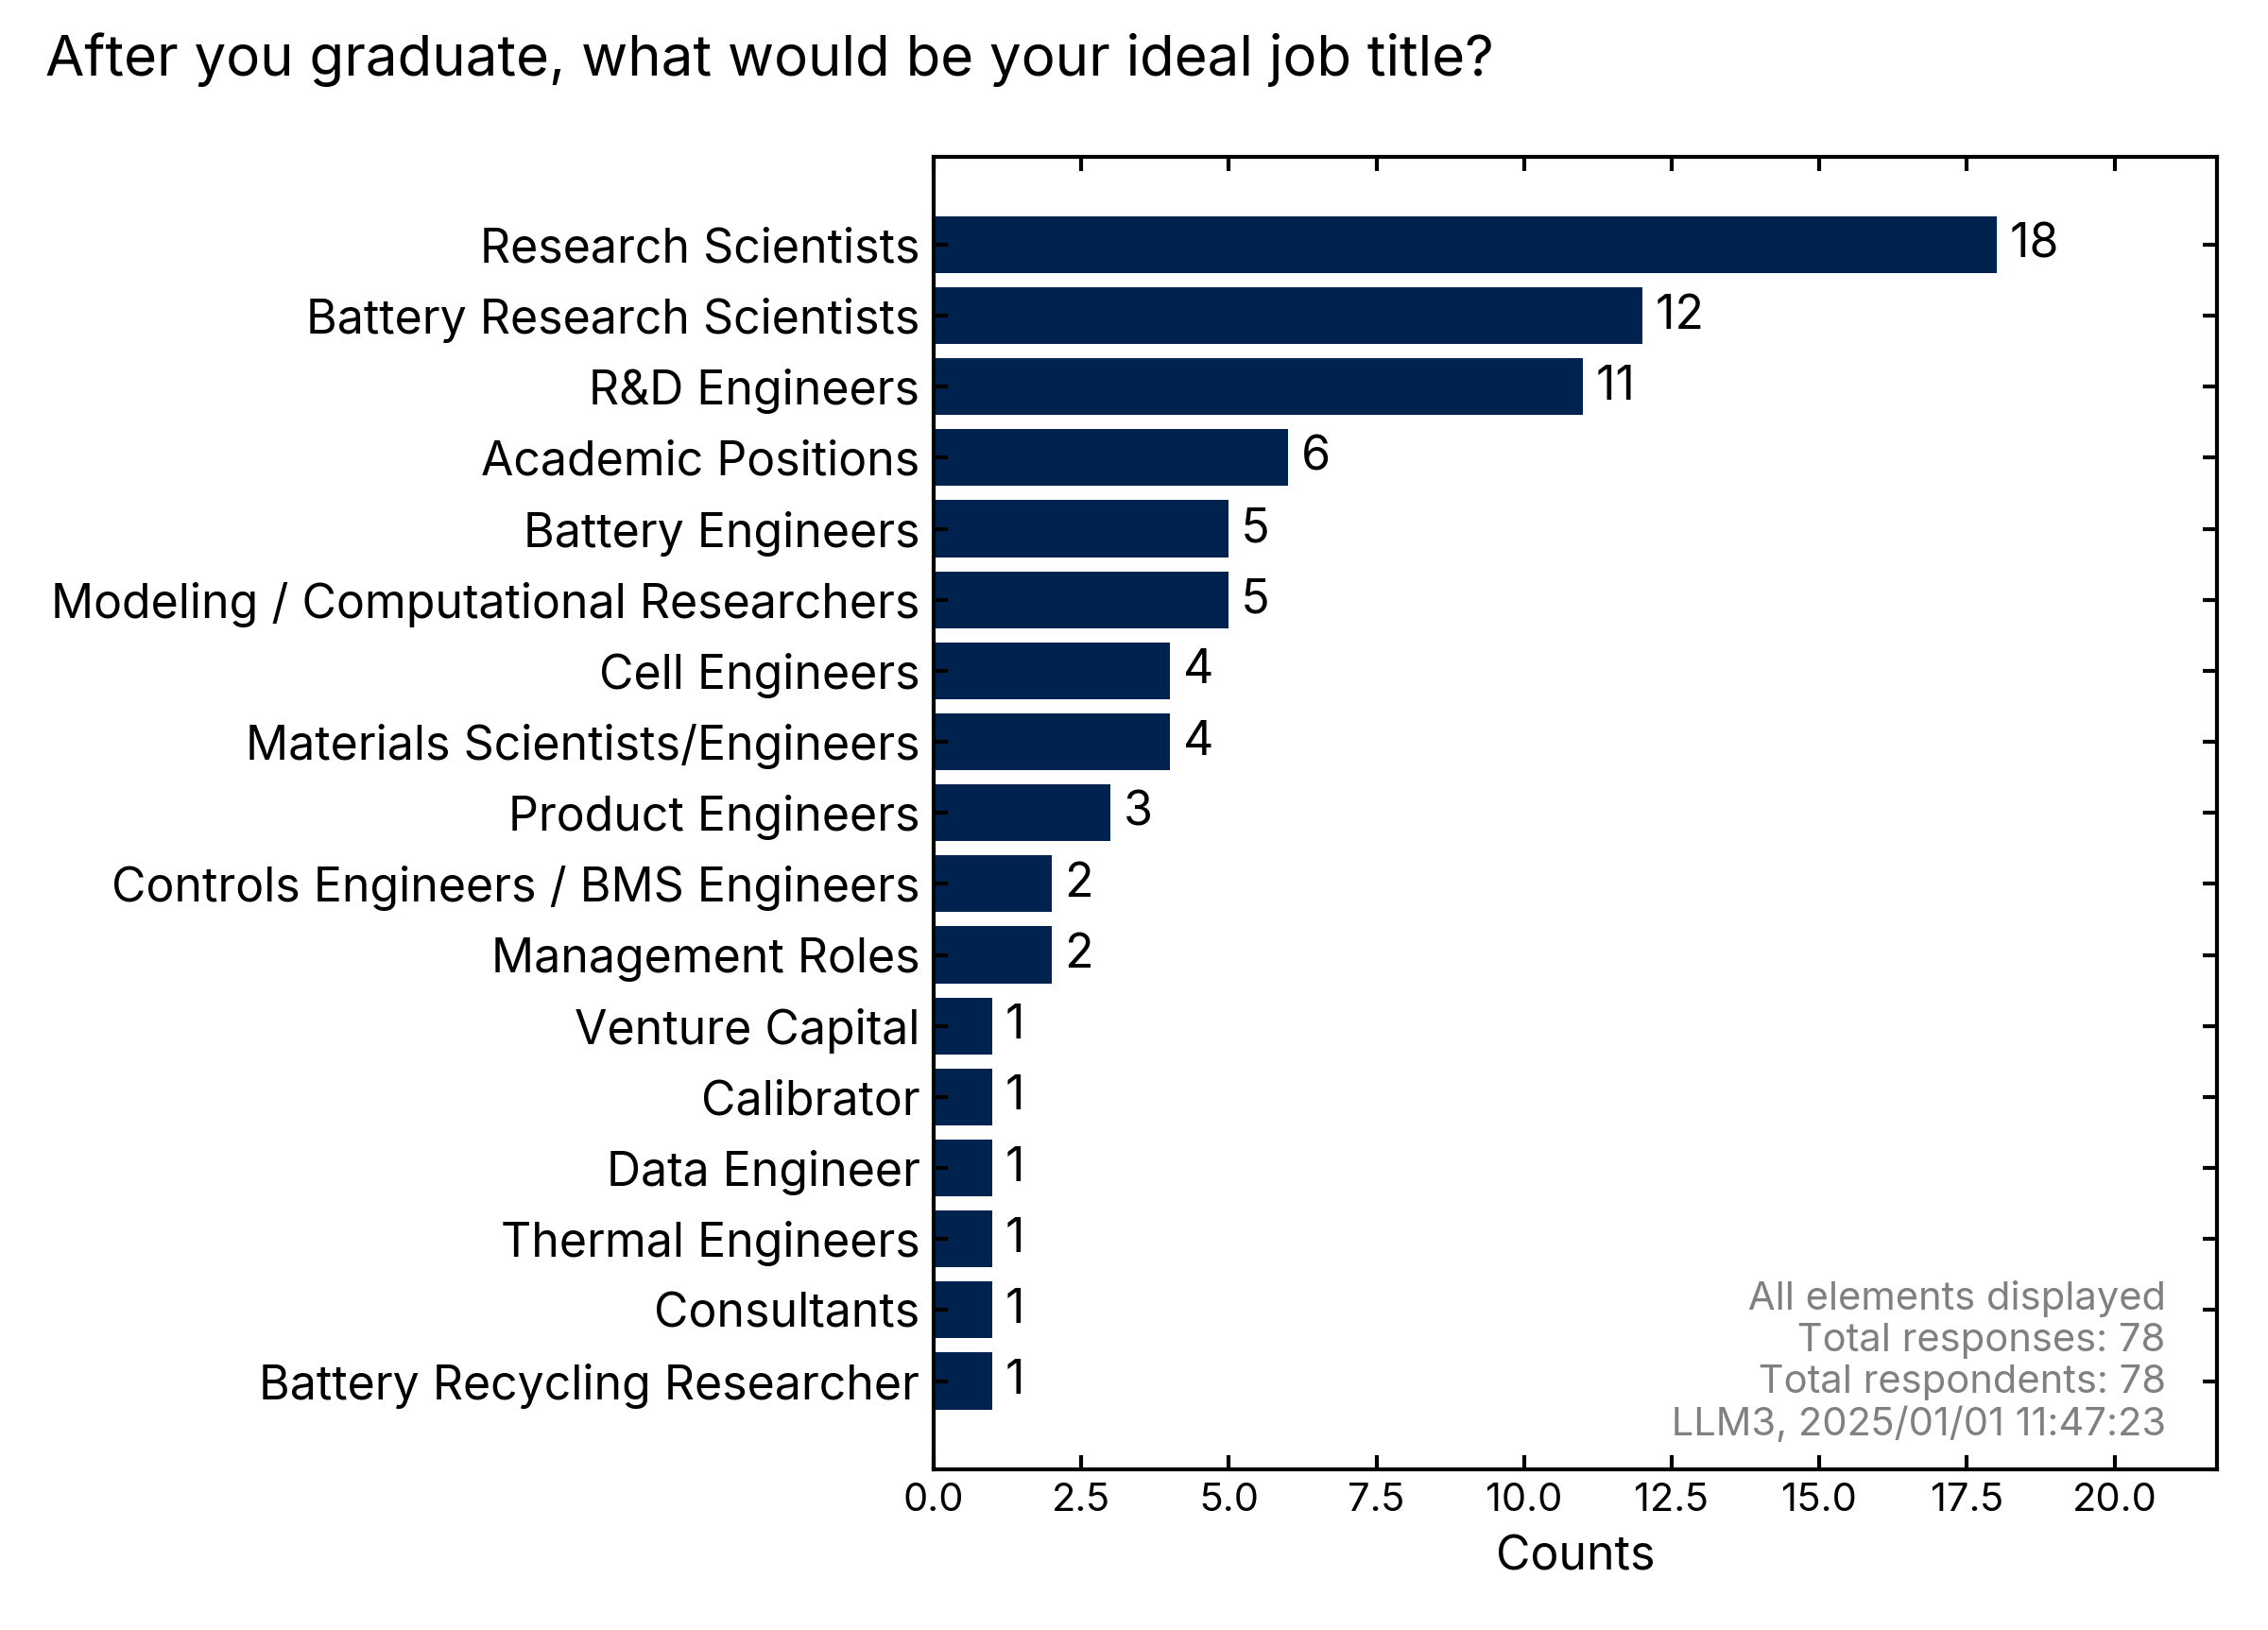 After you graduate, what would be your ideal job title?
Research Scientists 18
Battery Research Scientists 12
R&D Engineers 11
Academic Positions 6
Battery Engineers 5
Modeling / Computational Researchers 5
Cell Engineers 4
Materials Scientists/Engineers 4
Product Engineers 3
Controls Engineers / BMS Engineers 2
Management Roles 2
Venture Capital 1
Calibrator 1
Data Engineer 1
Thermal Engineers 1
Consultants 1
Battery Recycling Researcher 1
All elements displayed
Total responses: 78
Total respondents: 78
LLM3, 2025/01/01 11:47:23
0.0 2.5 5.0 7.5 10.0 12.5 15.0 17.5 20.0
Counts